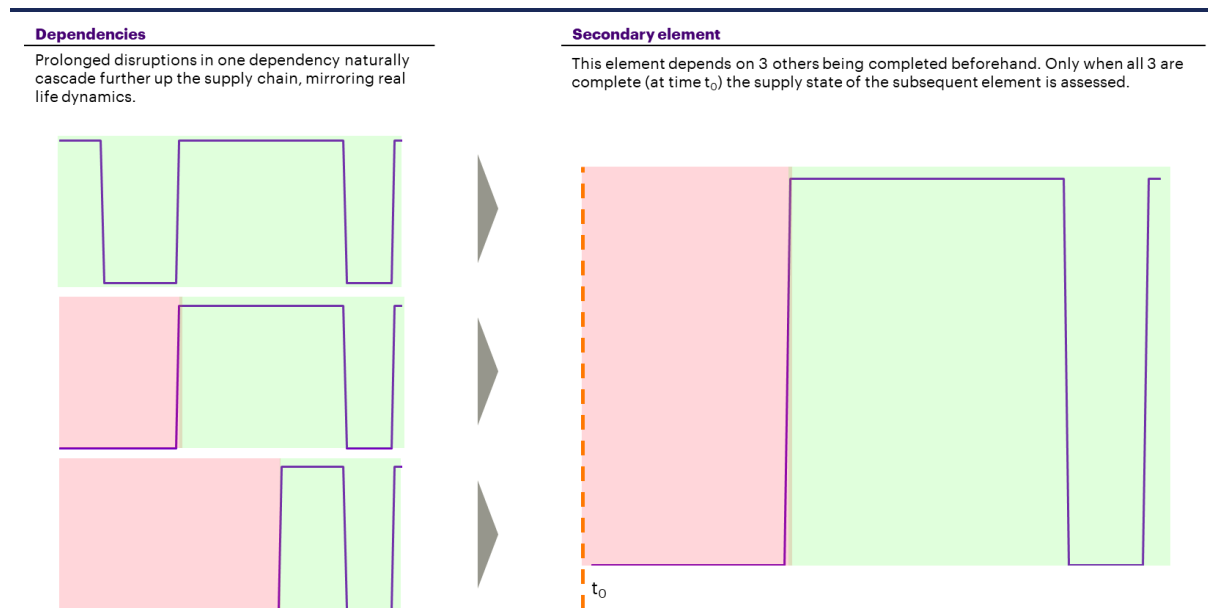 Dependencies
Prolonged disruptions in one dependency naturally
cascade further up the supply chain, mirroring real
life dynamics.
Secondary element
This element depends on 3 others being completed beforehand. Only when all 3 are
complete (at time t₀) the supply state of the subsequent element is assessed.
t₀